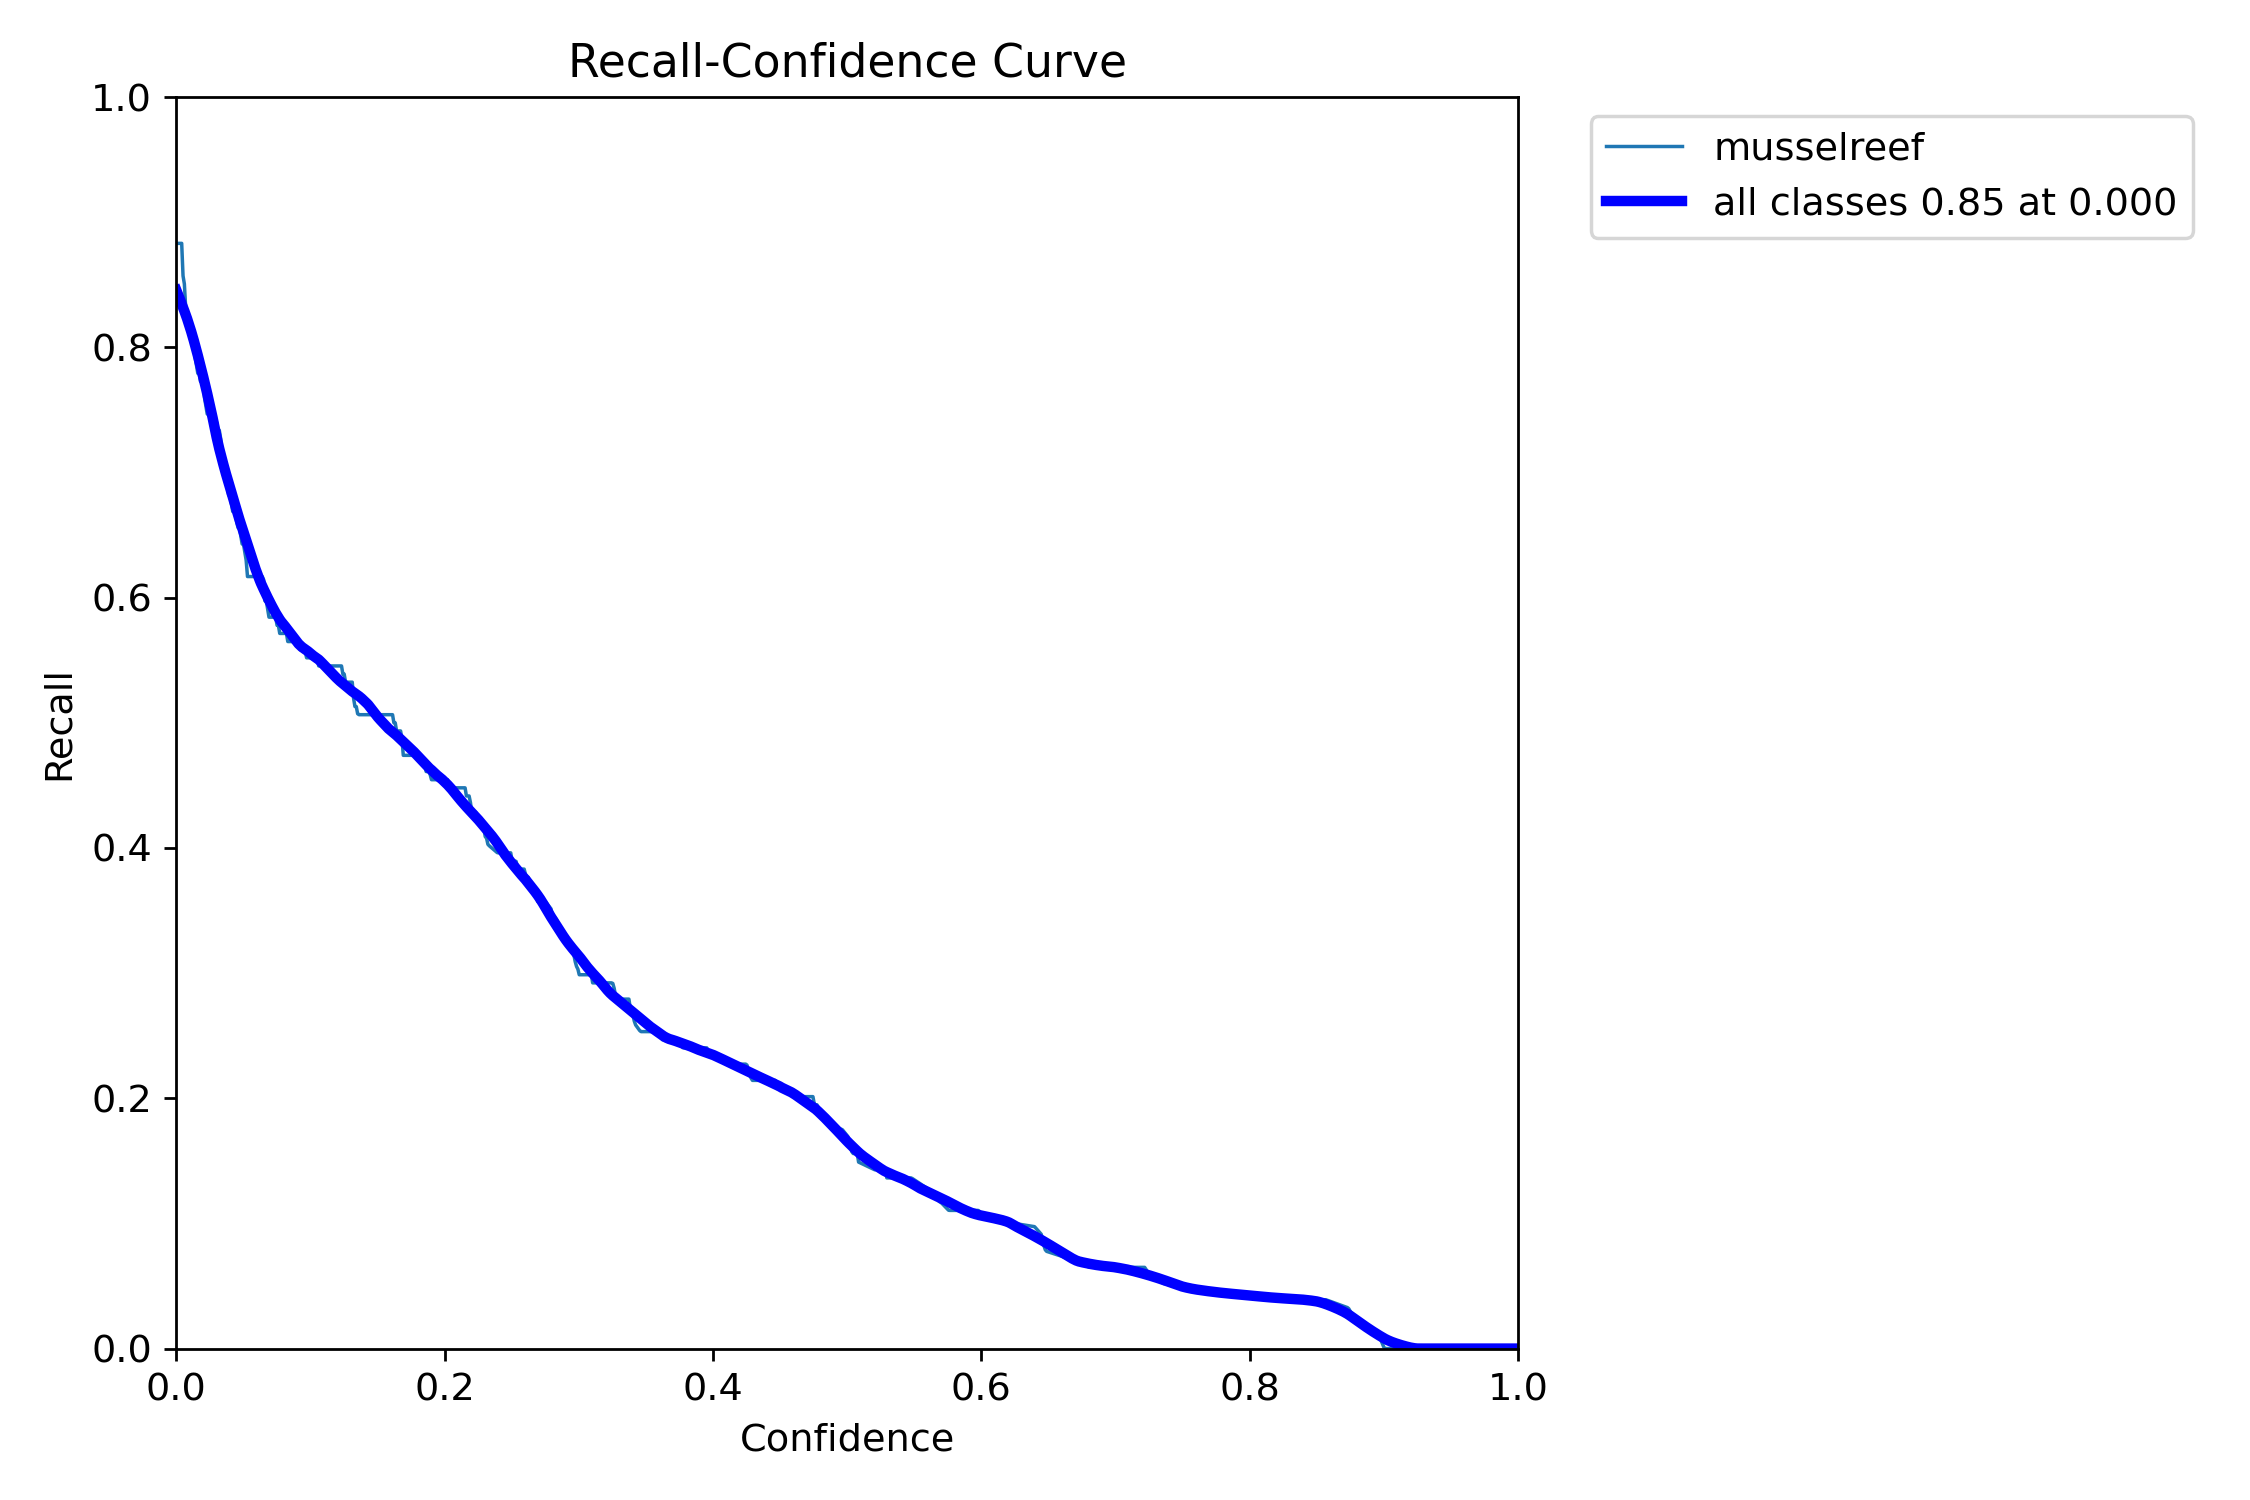 Recall-Confidence Curve
musselreef
all classes 0.85 at 0.000
1.0
0.8
0.6
0.4
0.2
0.0
Recall
0.0 0.2 0.4 0.6 0.8 1.0
Confidence